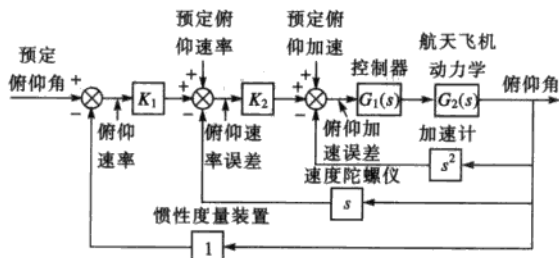 预定俯
仰速率
预定俯
仰加速
航天飞机
动力学
预定
俯仰角
控制器
俯仰角
K₁
K₂
G₁(s)
G₂(s)
俯仰
速率
俯仰速
率误差
俯仰加
速误差
加速计
s²
速度陀螺仪
s
惯性度量装置
1